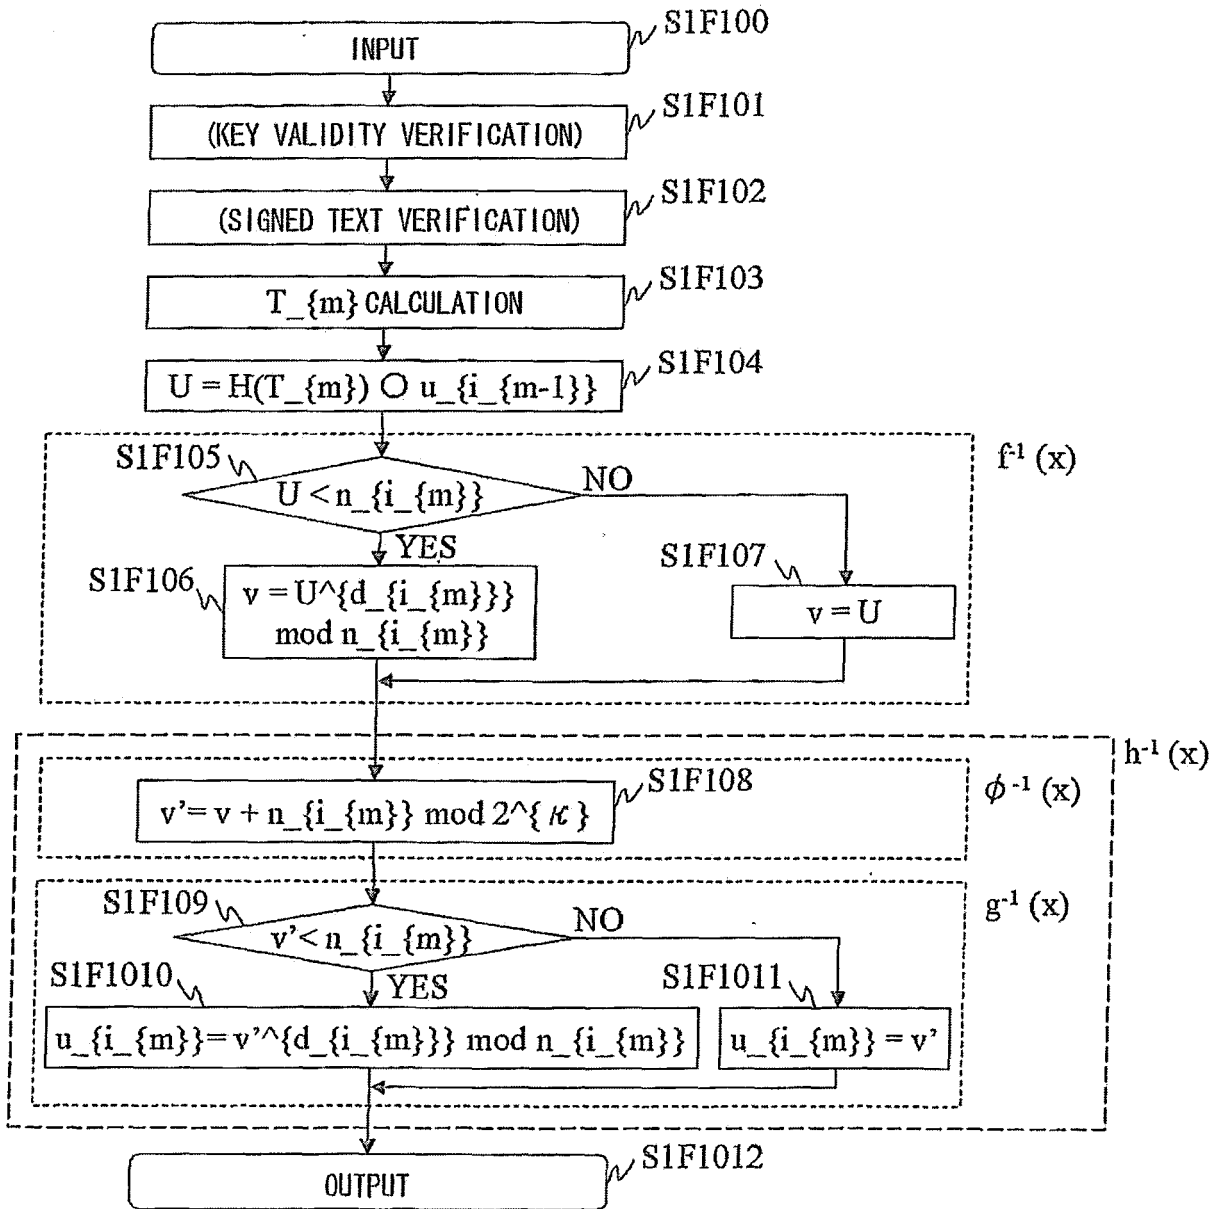 S1F100
INPUT
S1F101
(KEY VALIDITY VERIFICATION)
S1F102
(SIGNED TEXT VERIFICATION)
S1F103
T_{m} CALCULATION
S1F104
U = H(T_{m}) ○ u_{i_{m-1}}
f⁻¹ (x)
S1F105
U < n_{i_{m}}
NO
YES
S1F106
v = U^{d_{i_{m}}}
mod n_{i_{m}}
S1F107
v = U
h⁻¹ (x)
ϕ⁻¹ (x)
S1F108
v’= v + n_{i_{m}} mod 2^{κ}
g⁻¹ (x)
S1F109
v’< n_{i_{m}}
NO
YES
S1F1010
u_{i_{m}}= v’^{d_{i_{m}}} mod n_{i_{m}}
S1F1011
u_{i_{m}} = v’
S1F1012
OUTPUT